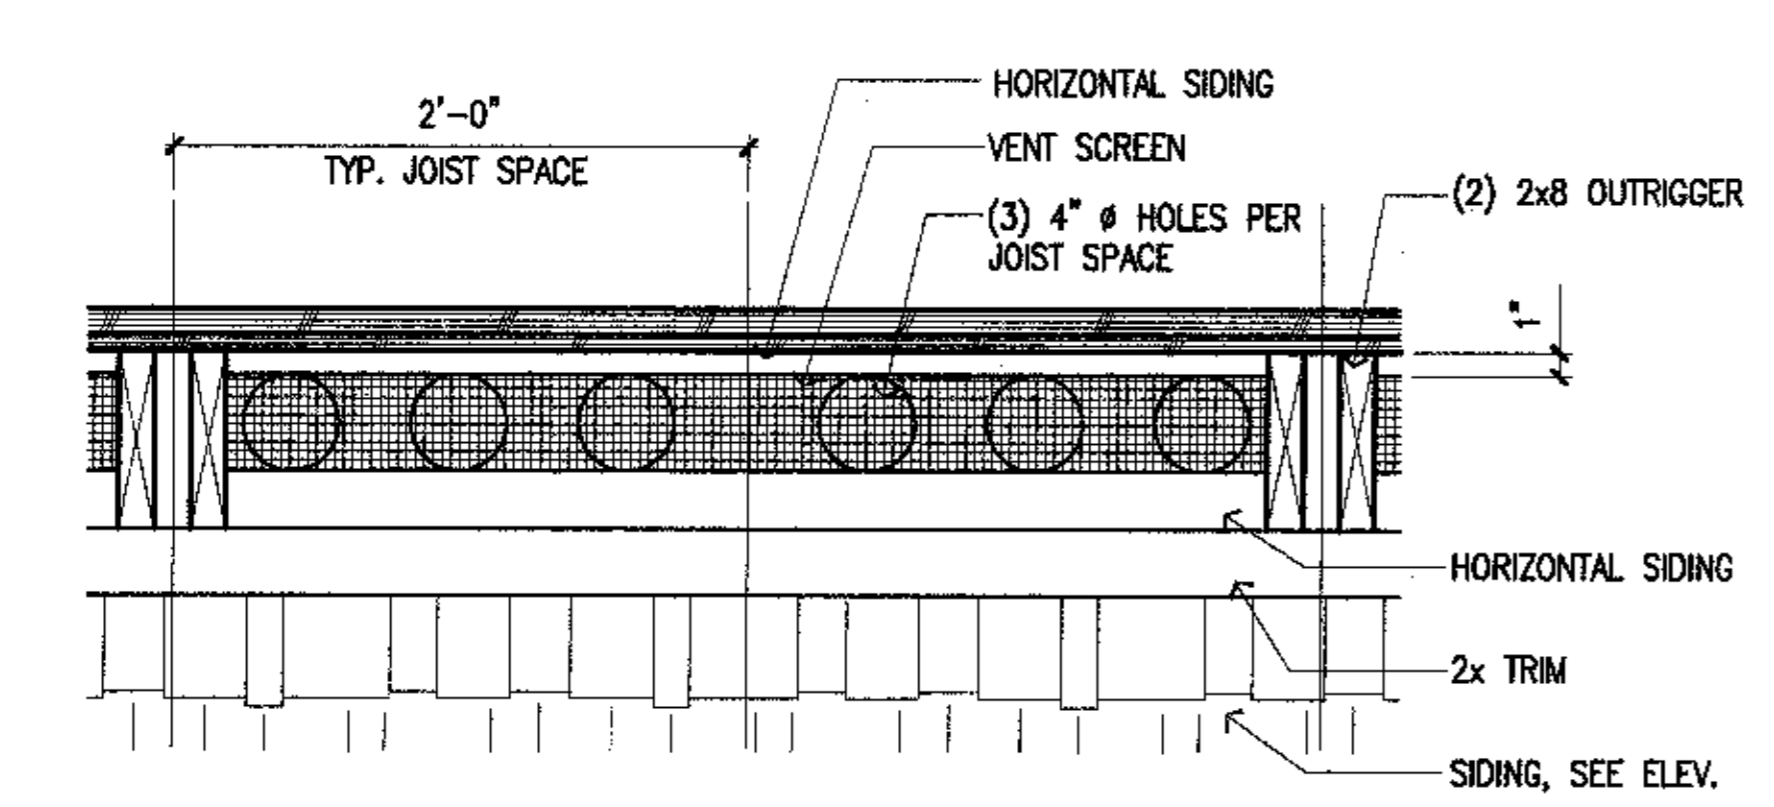 HORIZONTAL SIDING
2'-0"
TYP. JOIST SPACE
VENT SCREEN
(2) 2x8 OUTRIGGER
(3) 4" ø HOLES PER
JOIST SPACE
1"
HORIZONTAL SIDING
2x TRIM
SIDING, SEE ELEV.